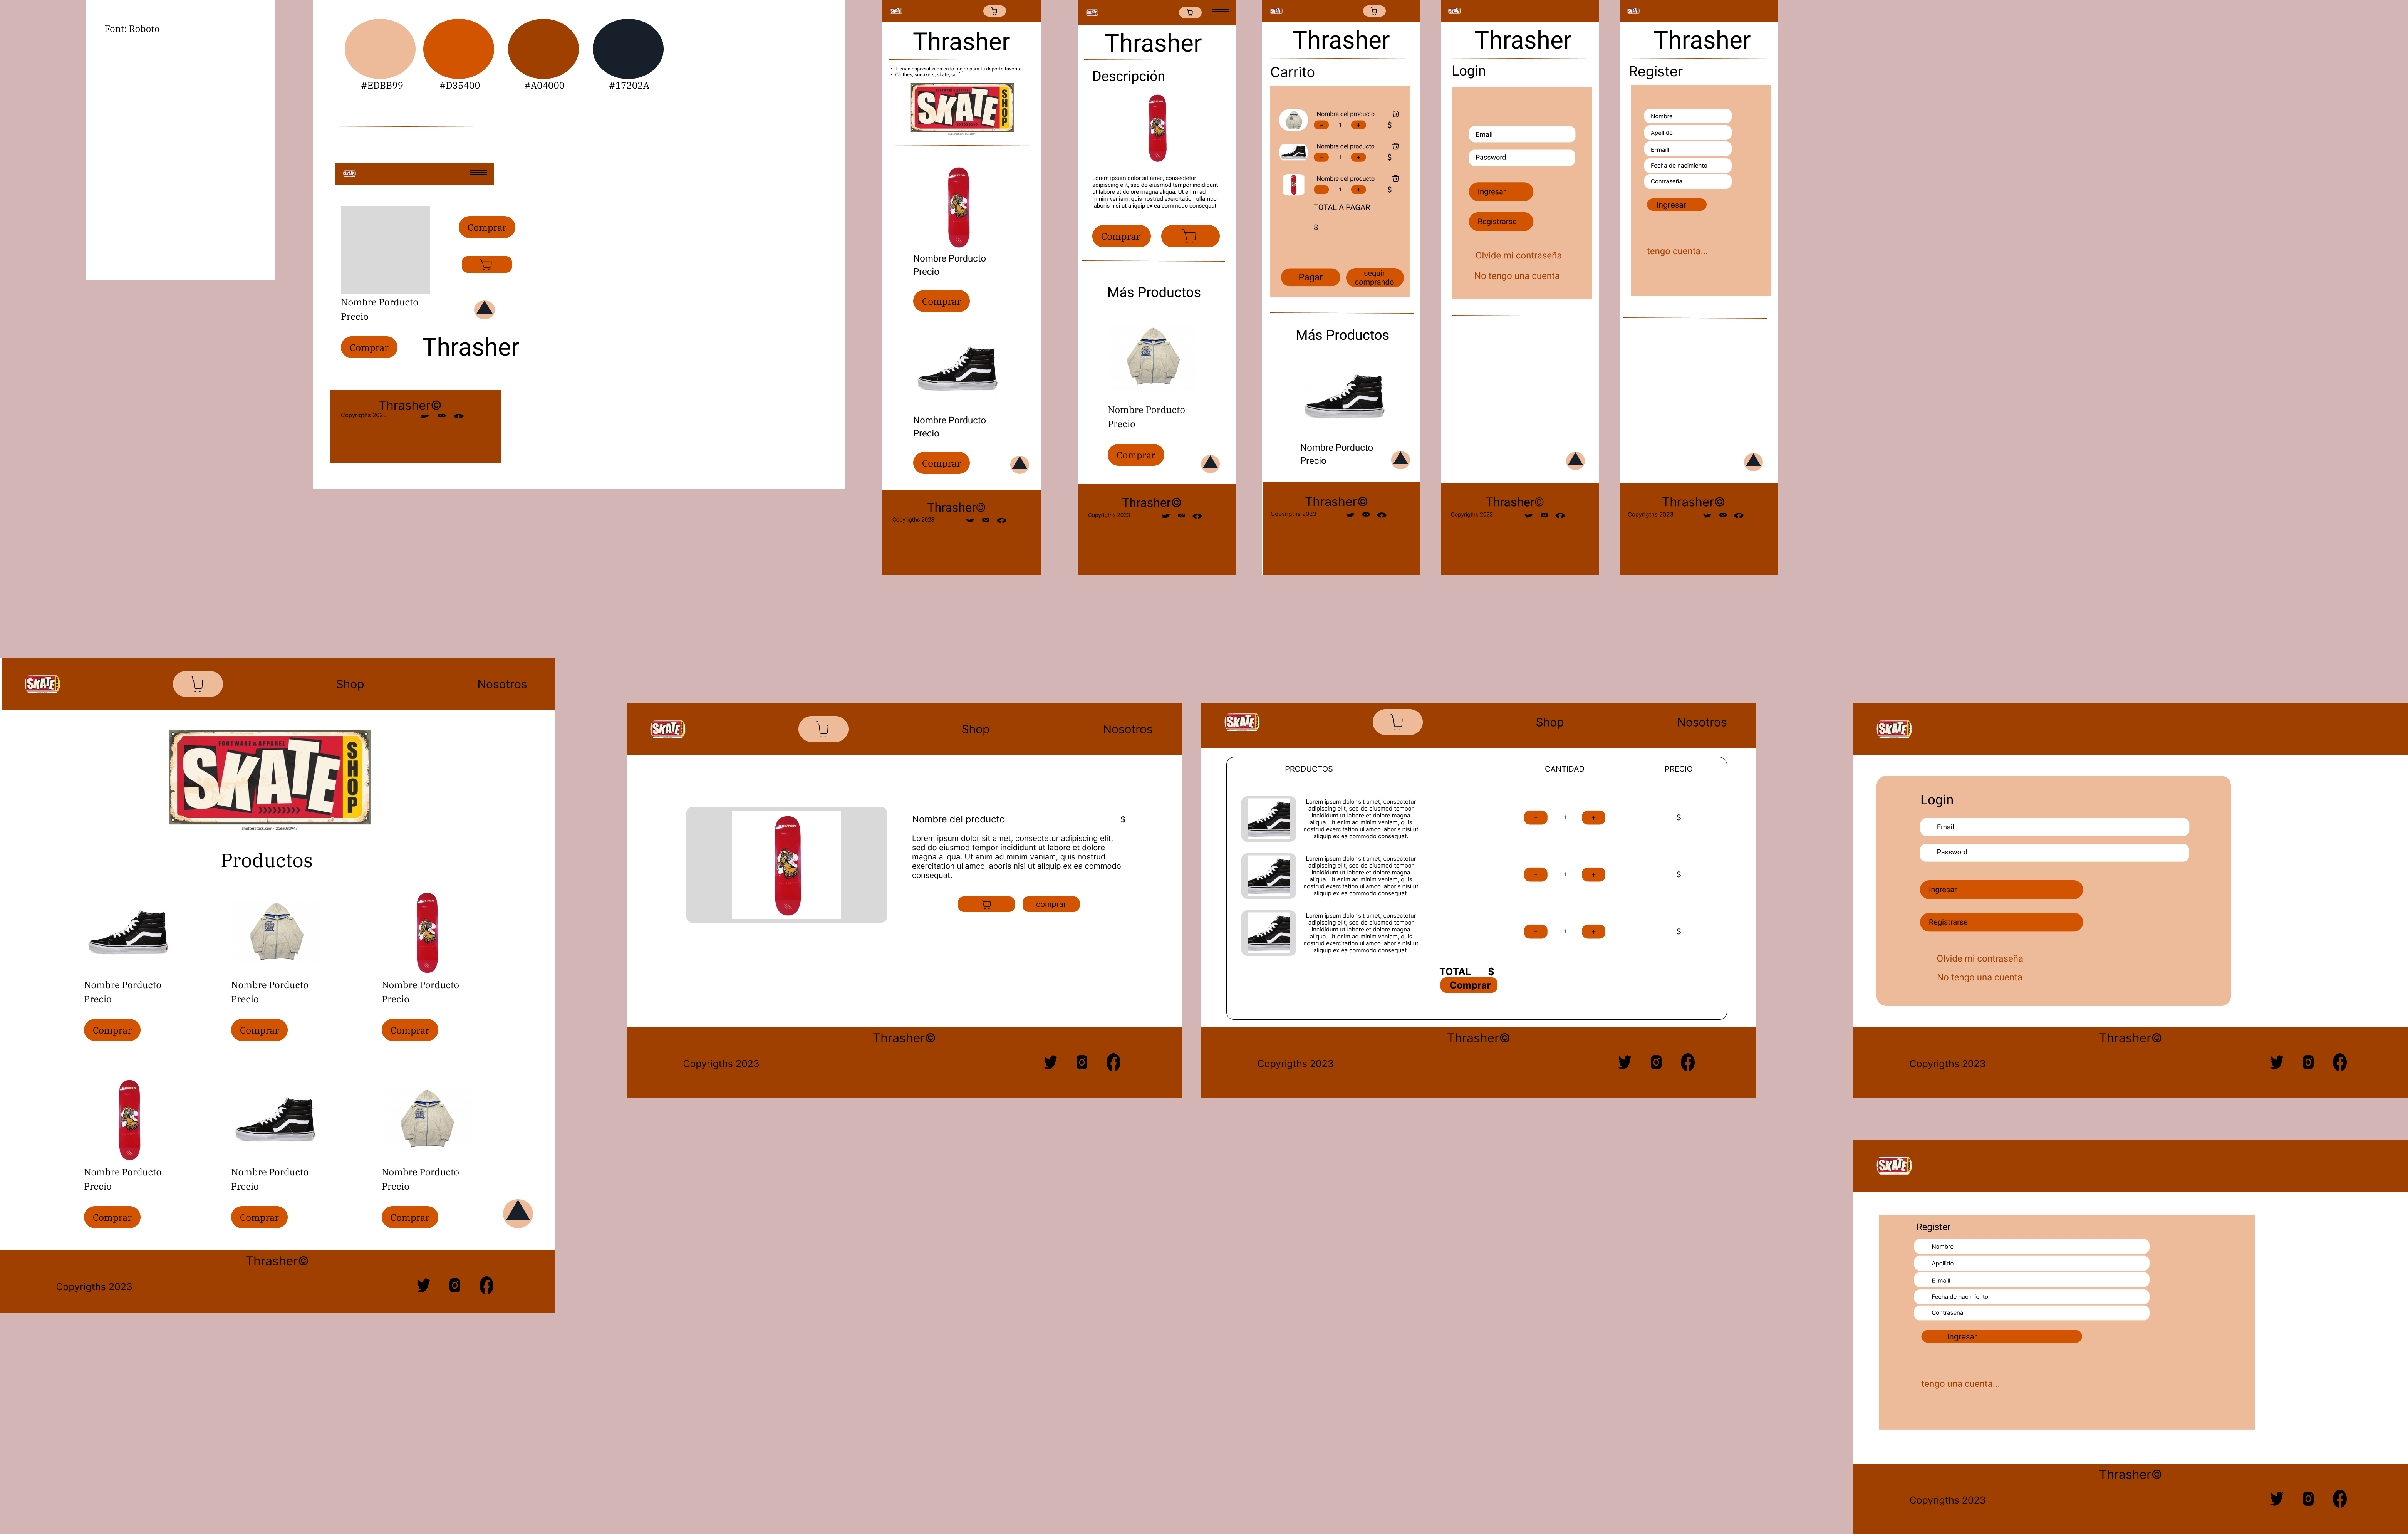 Font: Roboto
#EDBB99
#D35400
#A04000
#17202A
SKATE
Comprar
Nombre Porducto
Precio
Comprar
Thrasher
Thrasher©
Copyrigths 2023
SKATE
Thrasher
• Tienda especializada en lo mejor para tu deporte favorito.
• Clothes, sneakers, skate, surf.
FOOTWARE & APPAREL
SKATE
SHOP
Nombre Porducto
Precio
Comprar
Nombre Porducto
Precio
Comprar
Thrasher©
Copyrigths 2023
SKATE
Thrasher
Descripción
Lorem ipsum dolor sit amet, consectetur
adipiscing elit, sed do eiusmod tempor incididunt
ut labore et dolore magna aliqua. Ut enim ad
minim veniam, quis nostrud exercitation ullamco
laboris nisi ut aliquip ex ea commodo consequat.
Comprar
Más Productos
Nombre Porducto
Precio
Comprar
Thrasher©
Copyrigths 2023
SKATE
Thrasher
Carrito
Nombre del producto
- 1 + $
Nombre del producto
- 1 + $
Nombre del producto
- 1 + $
TOTAL A PAGAR
$
Pagar
seguir
comprando
Más Productos
Nombre Porducto
Precio
Thrasher©
Copyrigths 2023
SKATE
Thrasher
Login
Email
Password
Ingresar
Registrarse
Olvide mi contraseña
No tengo una cuenta
Thrasher©
Copyrigths 2023
SKATE
Thrasher
Register
Nombre
Apellido
E-maill
Fecha de nacimiento
Contraseña
Ingresar
tengo cuenta...
Thrasher©
Copyrigths 2023
SKATE
Shop
Nosotros
FOOTWARE & APPAREL
SKATE
SHOP
shutterstock.com · 2166083967
Productos
Nombre Porducto
Precio
Comprar
Nombre Porducto
Precio
Comprar
Nombre Porducto
Precio
Comprar
Nombre Porducto
Precio
Comprar
Nombre Porducto
Precio
Comprar
Nombre Porducto
Precio
Comprar
Thrasher©
Copyrigths 2023
SKATE
Shop
Nosotros
Nombre del producto $
Lorem ipsum dolor sit amet, consectetur adipiscing elit,
sed do eiusmod tempor incididunt ut labore et dolore
magna aliqua. Ut enim ad minim veniam, quis nostrud
exercitation ullamco laboris nisi ut aliquip ex ea commodo
consequat.
comprar
Thrasher©
Copyrigths 2023
SKATE
Shop
Nosotros
PRODUCTOS CANTIDAD PRECIO
Lorem ipsum dolor sit amet, consectetur
adipiscing elit, sed do eiusmod tempor
incididunt ut labore et dolore magna
aliqua. Ut enim ad minim veniam, quis
nostrud exercitation ullamco laboris nisi ut
aliquip ex ea commodo consequat.
- 1 + $
Lorem ipsum dolor sit amet, consectetur
adipiscing elit, sed do eiusmod tempor
incididunt ut labore et dolore magna
aliqua. Ut enim ad minim veniam, quis
nostrud exercitation ullamco laboris nisi ut
aliquip ex ea commodo consequat.
- 1 + $
Lorem ipsum dolor sit amet, consectetur
adipiscing elit, sed do eiusmod tempor
incididunt ut labore et dolore magna
aliqua. Ut enim ad minim veniam, quis
nostrud exercitation ullamco laboris nisi ut
aliquip ex ea commodo consequat.
- 1 + $
TOTAL $
Comprar
Thrasher©
Copyrigths 2023
SKATE
Login
Email
Password
Ingresar
Registrarse
Olvide mi contraseña
No tengo una cuenta
Thrasher©
Copyrigths 2023
SKATE
Register
Nombre
Apellido
E-maill
Fecha de nacimiento
Contraseña
Ingresar
tengo una cuenta...
Thrasher©
Copyrigths 2023